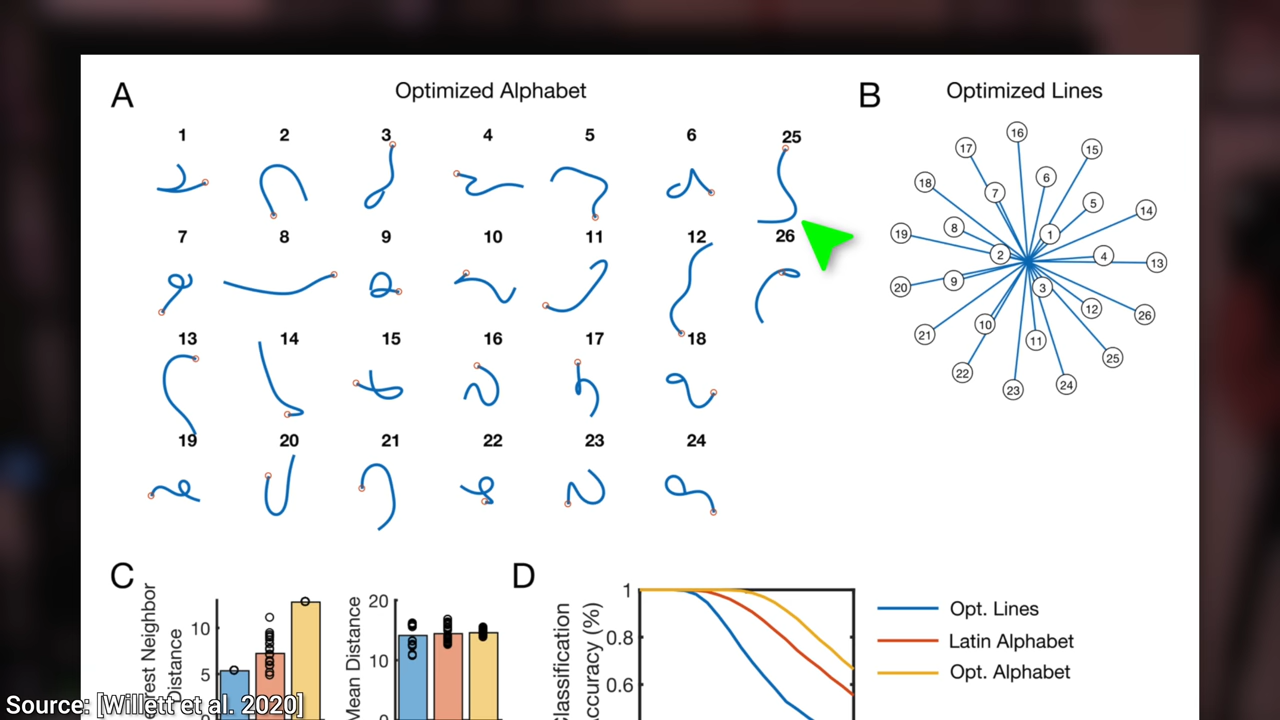 A
Optimized Alphabet
1 2 3 4 5 6 25
7 8 9 10 11 12 26
13 14 15 16 17 18
19 20 21 22 23 24
B
Optimized Lines
16
17 15
18 7 6
5 14
19 8 1
2 4 13
20 9 3
12 26
21 10 11
25
22 23 24
C
Neighbor
Distance
10
5
Mean Distance
20
10
D
Classification
Accuracy (%)
1
0.8
0.6
Opt. Lines
Latin Alphabet
Opt. Alphabet
Source: [Willett et al. 2020]